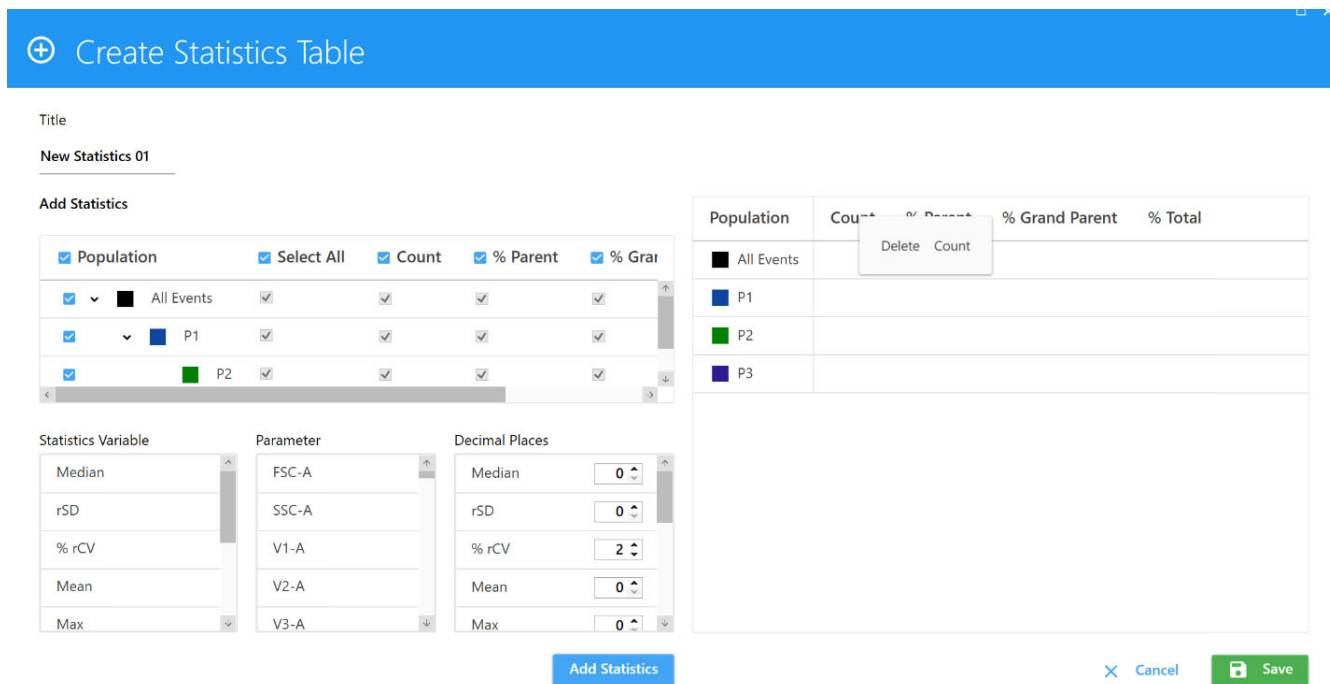 Create Statistics Table
Title
New Statistics 01
Add Statistics
Population Select All Count % Parent % Grar
All Events
P1
P2
Statistics Variable
Median
rSD
% rCV
Mean
Max
Parameter
FSC-A
SSC-A
V1-A
V2-A
V3-A
Decimal Places
Median 0
rSD 0
% rCV 2
Mean 0
Max 0
Add Statistics
Population Count % Parent % Grand Parent % Total
Delete Count
All Events
P1
P2
P3
Cancel Save